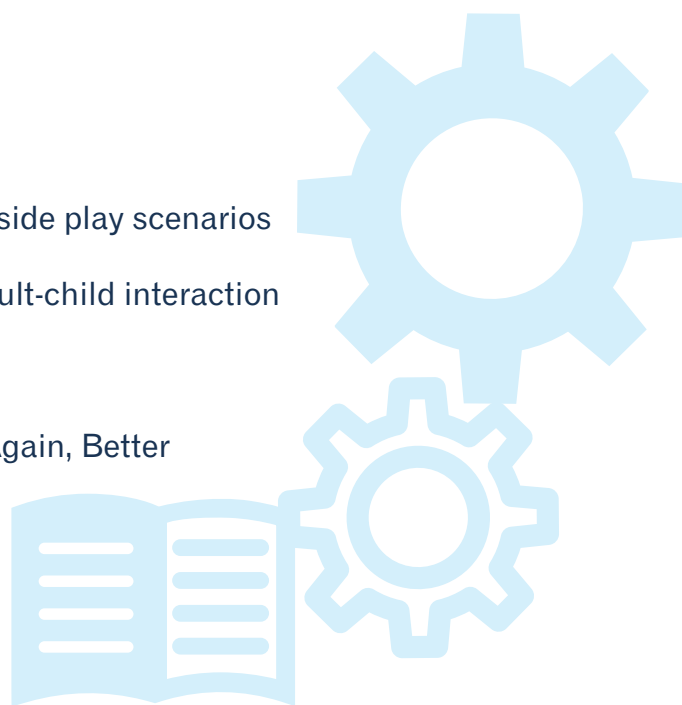 side play scenarios
ult-child interaction
gain, Better